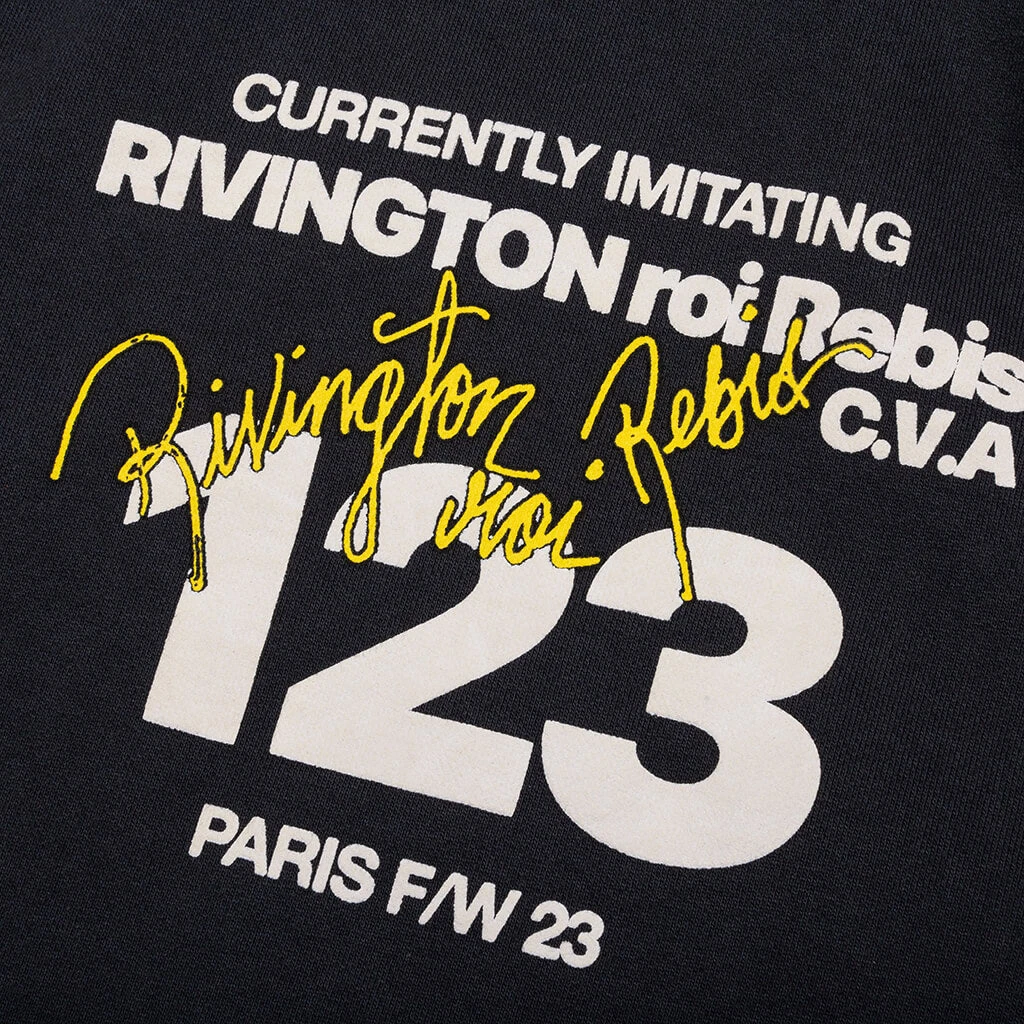 CURRENTLY IMITATING
RIVINGTON roi Rebis
C.V.A
Rivington
roi Rebis
123
PARIS F/W 23